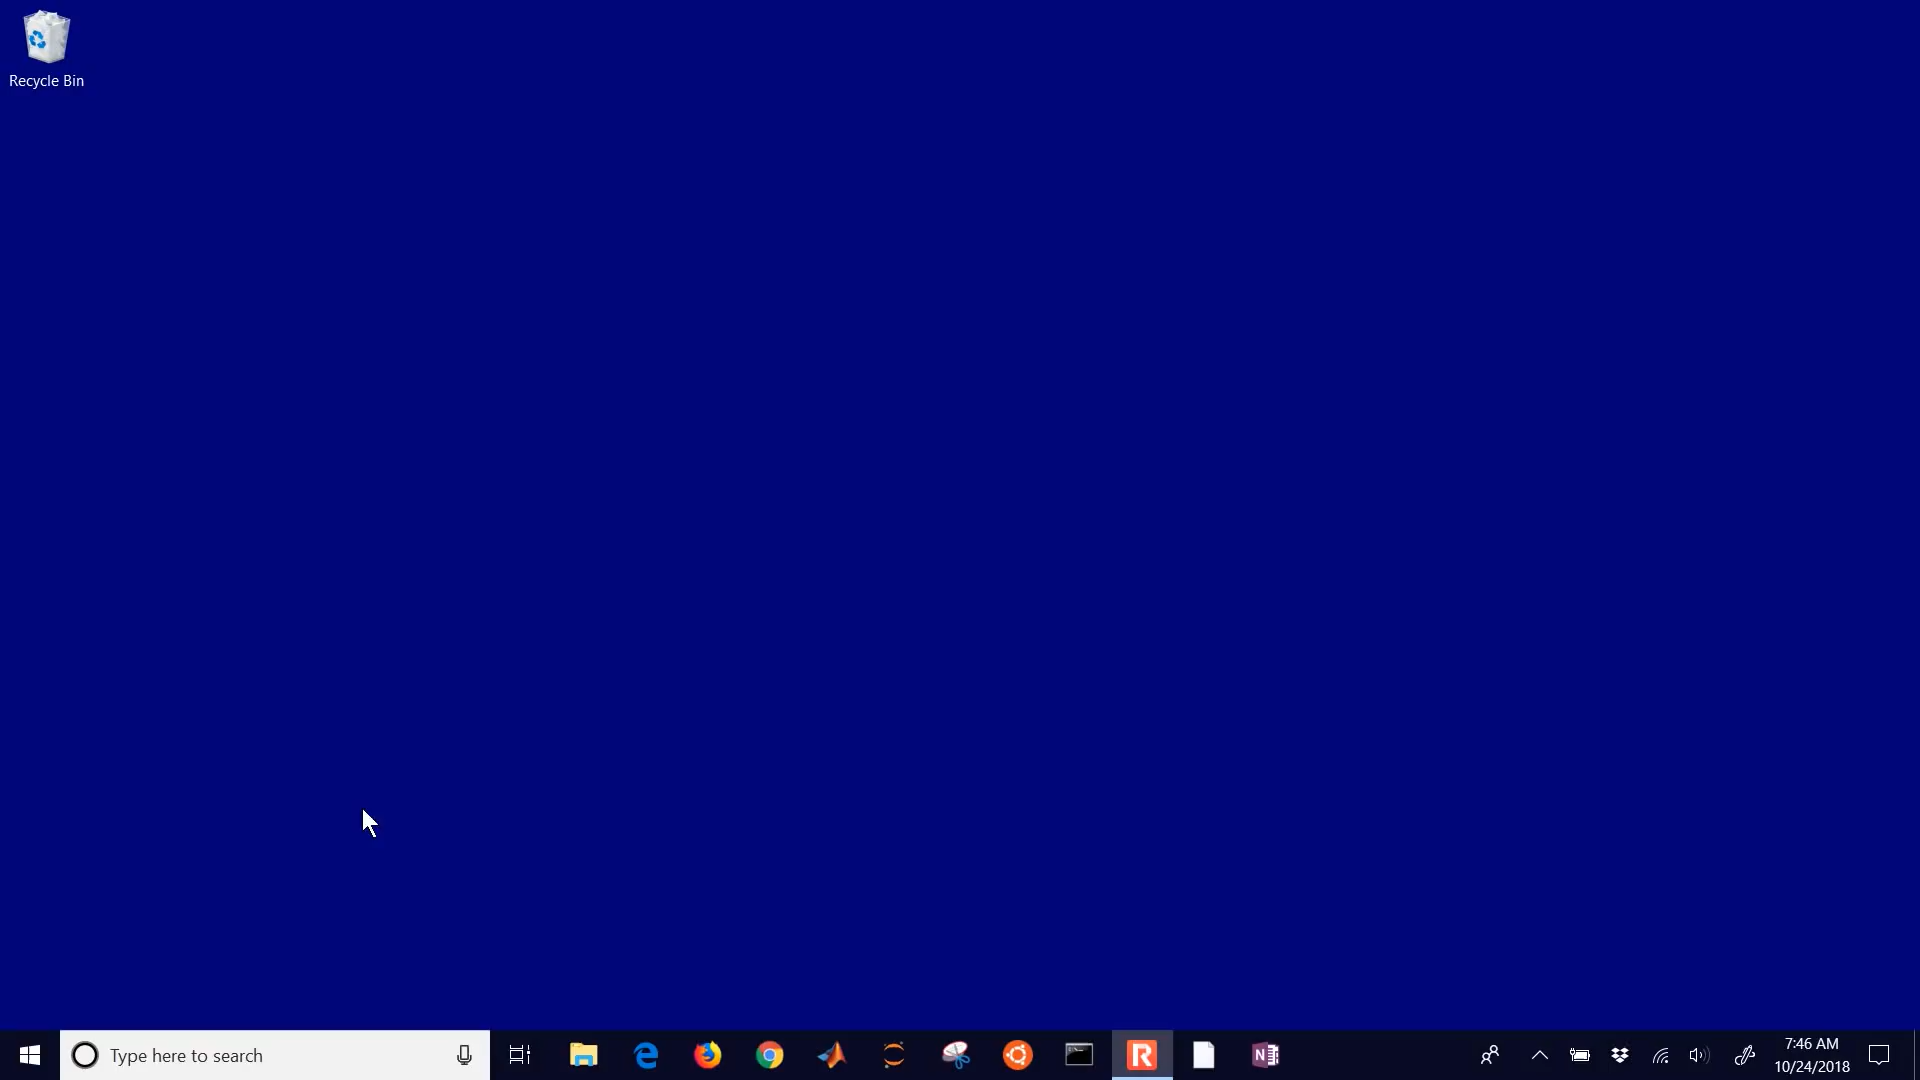 Recycle Bin
Type here to search
R
N
7:46 AM
10/24/2018